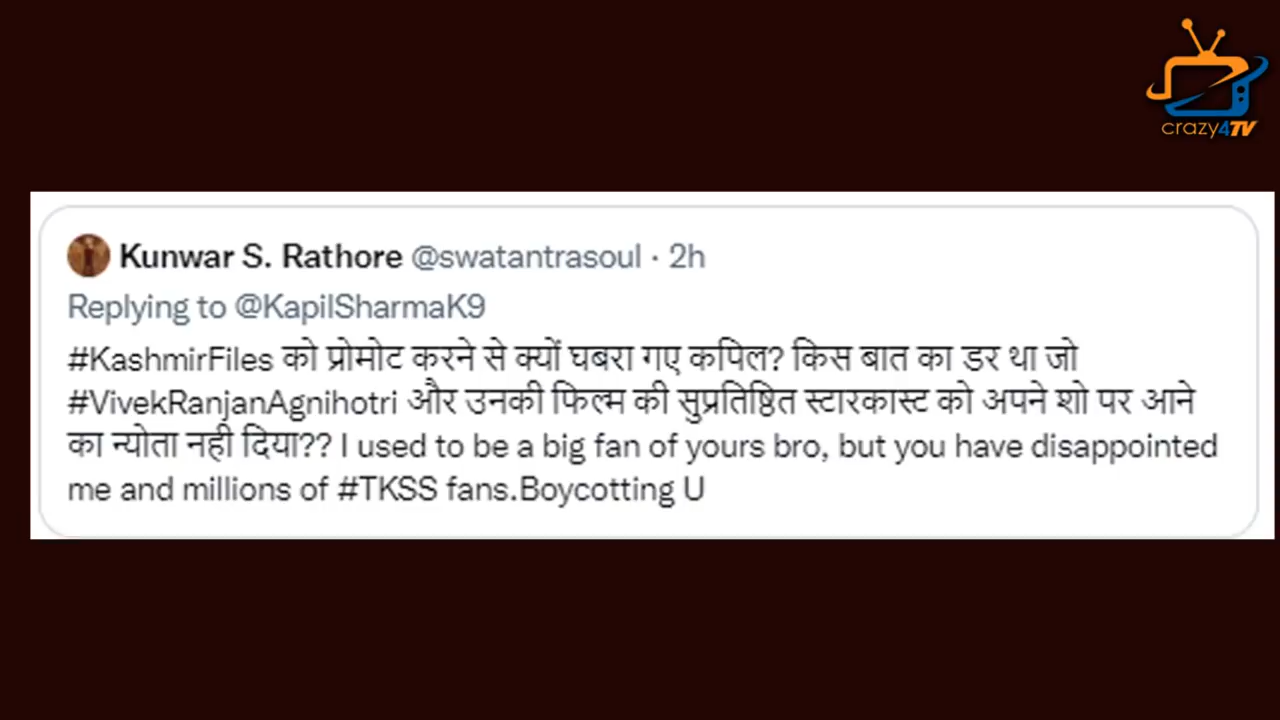 crazy4TV
Kunwar S. Rathore @swatantrasoul · 2h
Replying to @KapilSharmaK9
#KashmirFiles को प्रोमोट करने से क्यों घबरा गए कपिल? किस बात का डर था जो
#VivekRanjanAgnihotri और उनकी फिल्म की सुप्रतिष्ठित स्टारकास्ट को अपने शो पर आने
का न्योता नही दिया?? I used to be a big fan of yours bro, but you have disappointed
me and millions of #TKSS fans.Boycotting U